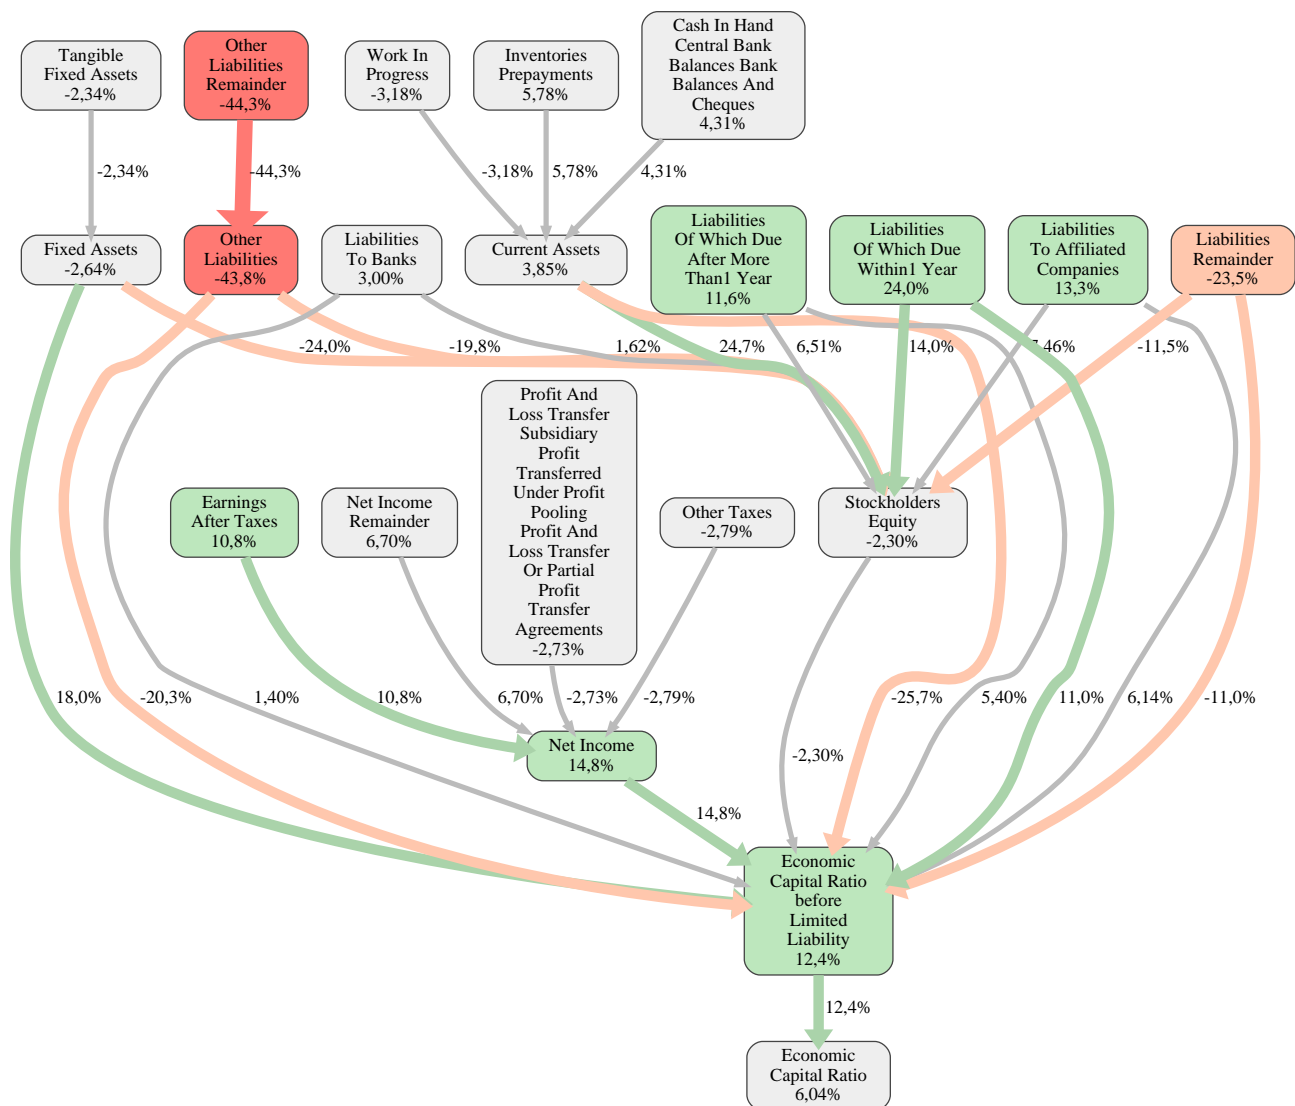 Tangible
Fixed Assets
-2,34%
Other
Liabilities
Remainder
-44,3%
Work In
Progress
-3,18%
Inventories
Prepayments
5,78%
Cash In Hand
Central Bank
Balances Bank
Balances And
Cheques
4,31%
-2,34%
-44,3%
-3,18%
5,78%
4,31%
Fixed Assets
-2,64%
Other
Liabilities
-43,8%
Liabilities
To Banks
3,00%
Current Assets
3,85%
Liabilities
Of Which Due
After More
Than1 Year
11,6%
Liabilities
Of Which Due
Within1 Year
24,0%
Liabilities
To Affiliated
Companies
13,3%
Liabilities
Remainder
-23,5%
-24,0%
-19,8%
1,62%
24,7%
6,51%
14,0%
7,46%
-11,5%
Profit And
Loss Transfer
Subsidiary
Profit
Transferred
Under Profit
Pooling
Profit And
Loss Transfer
Or Partial
Profit
Transfer
Agreements
-2,73%
Earnings
After Taxes
10,8%
Net Income
Remainder
6,70%
Other Taxes
-2,79%
Stockholders
Equity
-2,30%
18,0%
-20,3%
1,40%
10,8%
6,70%
-2,73%
-2,79%
-25,7%
5,40%
11,0%
6,14%
-11,0%
Net Income
14,8%
-2,30%
14,8%
Economic
Capital Ratio
before
Limited
Liability
12,4%
12,4%
Economic
Capital Ratio
6,04%